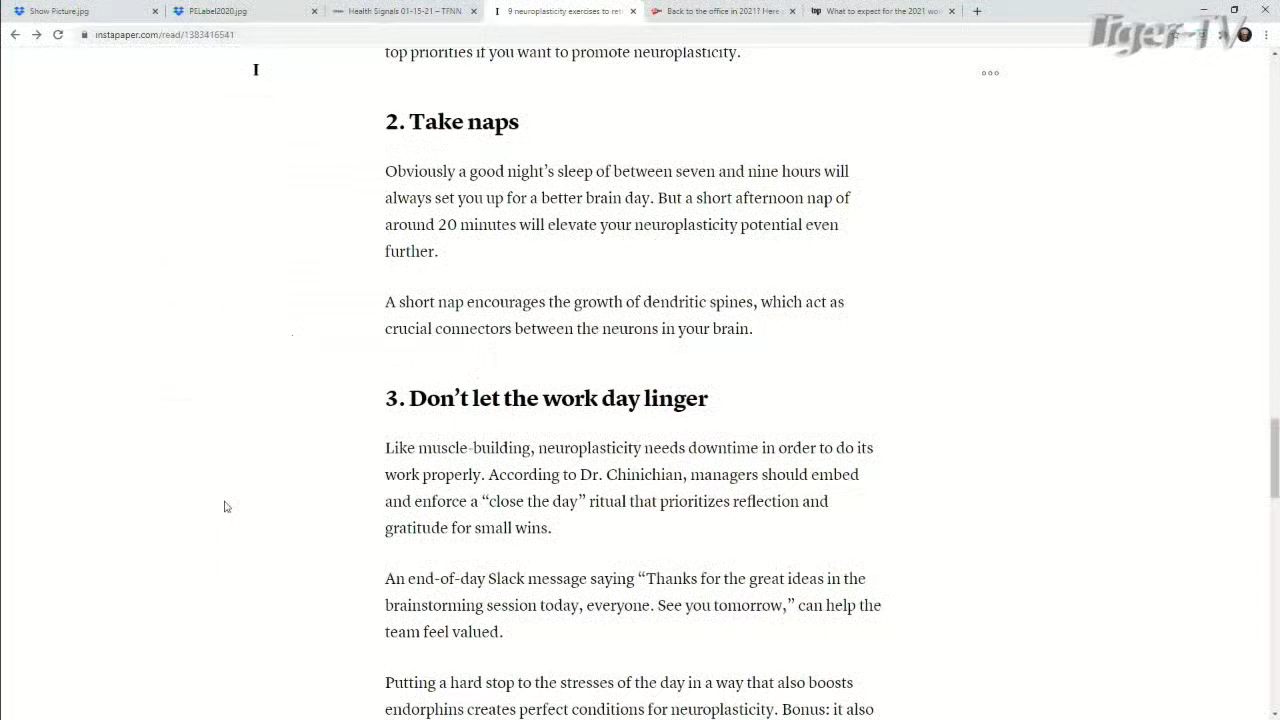 Show Picture.jpg
PSLabel2020.jpg
Health Signals 01-15-21 – TFNN
9 neuroplasticity exercises to ret
Back to the office in 2021? Here
What to expect for the 2021 wor
instapaper.com/read/1383416541
Tiger-TV
top priorities if you want to promote neuroplasticity.
I
2. Take naps
Obviously a good night’s sleep of between seven and nine hours will
always set you up for a better brain day. But a short afternoon nap of
around 20 minutes will elevate your neuroplasticity potential even
further.
A short nap encourages the growth of dendritic spines, which act as
crucial connectors between the neurons in your brain.
3. Don’t let the work day linger
Like muscle-building, neuroplasticity needs downtime in order to do its
work properly. According to Dr. Chinichian, managers should embed
and enforce a “close the day” ritual that prioritizes reflection and
gratitude for small wins.
An end-of-day Slack message saying “Thanks for the great ideas in the
brainstorming session today, everyone. See you tomorrow,” can help the
team feel valued.
Putting a hard stop to the stresses of the day in a way that also boosts
endorphins creates perfect conditions for neuroplasticity. Bonus: it also